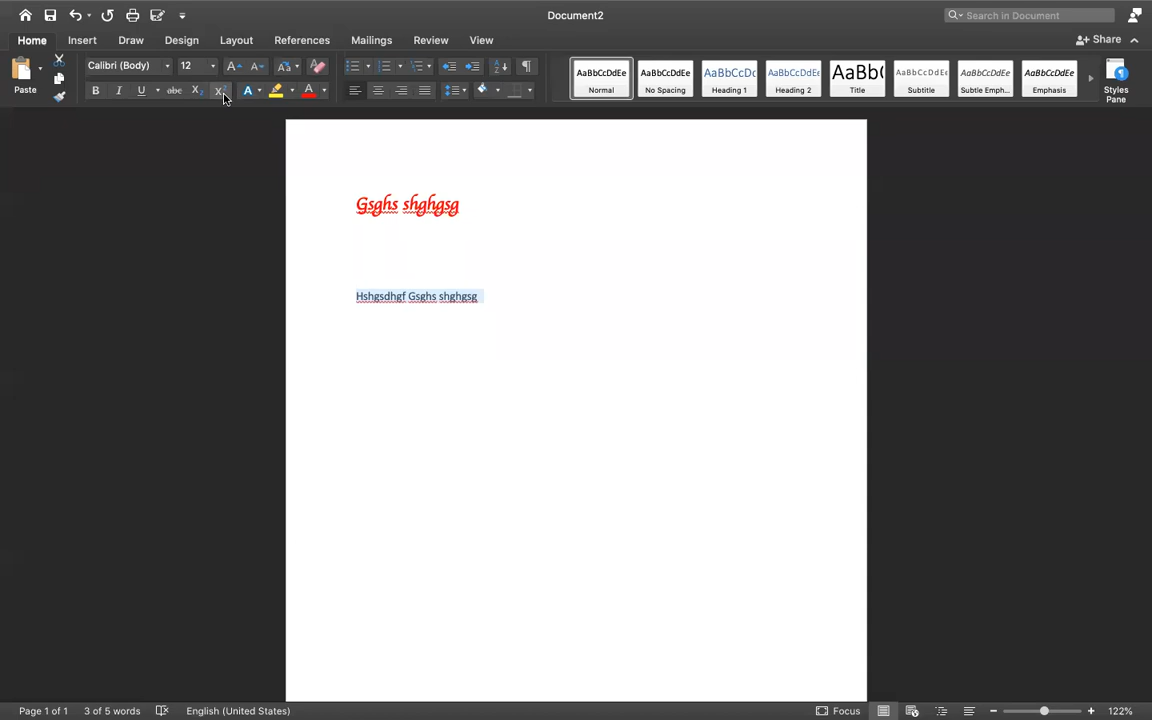 Document2
Search in Document
Home Insert Draw Design Layout References Mailings Review View
Share
Paste
Calibri (Body) 12
B I U abc X2 X2 A A
AaBbCcDdEe AaBbCcDdEe AaBbCcDc AaBbCcDdEe AaBb( AaBbCcDdEe AaBbCcDdEe AaBbCcDdEe
Normal No Spacing Heading 1 Heading 2 Title Subtitle Subtle Emph... Emphasis
Styles
Pane
Gsghs shghgsg
Hshgsdhgf Gsghs shghgsg
Page 1 of 1 3 of 5 words English (United States) Focus 122%